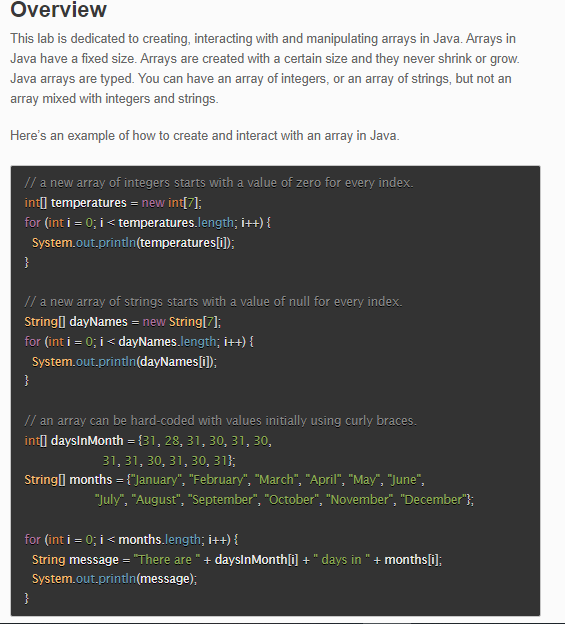 Overview
This lab is dedicated to creating, interacting with and manipulating arrays in Java. Arrays in
Java have a fixed size. Arrays are created with a certain size and they never shrink or grow.
Java arrays are typed. You can have an array of integers, or an array of strings, but not an
array mixed with integers and strings.
Here's an example of how to create and interact with an array in Java.
// a new array of integers starts with a value of zero for every index.
int[] temperatures = new int[7];
for (int i = 0; i < temperatures.length; i++) {
System.out.println(temperatures[i]);
}
// a new array of strings starts with a value of null for every index.
String[] dayNames = new String[7];
for (int i = 0; i < dayNames.length; i++) {
System.out.println(dayNames[i]);
}
// an array can be hard-coded with values initially using curly braces.
int[] daysInMonth = {31, 28, 31, 30, 31, 30,
31, 31, 30, 31, 30, 31};
String[] months = {"January", "February", "March", "April", "May", "June",
"July", "August", "September", "October", "November", "December"};
for (int i = 0; i < months.length; i++) {
String message = "There are " + daysInMonth[i] + " days in " + months[i];
System.out.println(message);
}